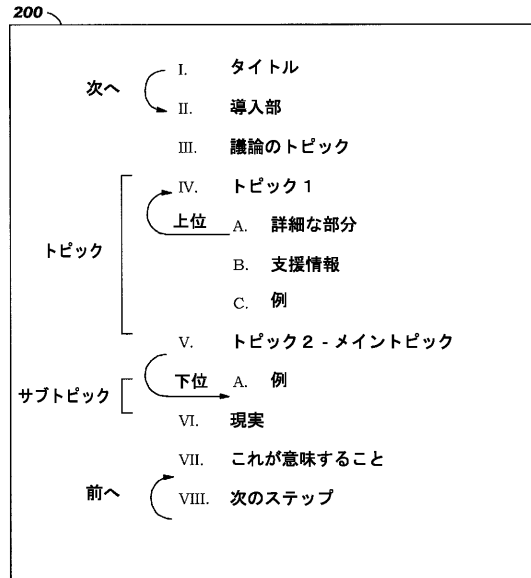 200
I. タイトル
次へ
II. 導入部
III. 議論のトピック
IV. トピック１
上位 A. 詳細な部分
トピック
B. 支援情報
C. 例
V. トピック２ - メイントピック
下位 A. 例
サブトピック
VI. 現実
VII. これが意味すること
前へ
VIII. 次のステップ